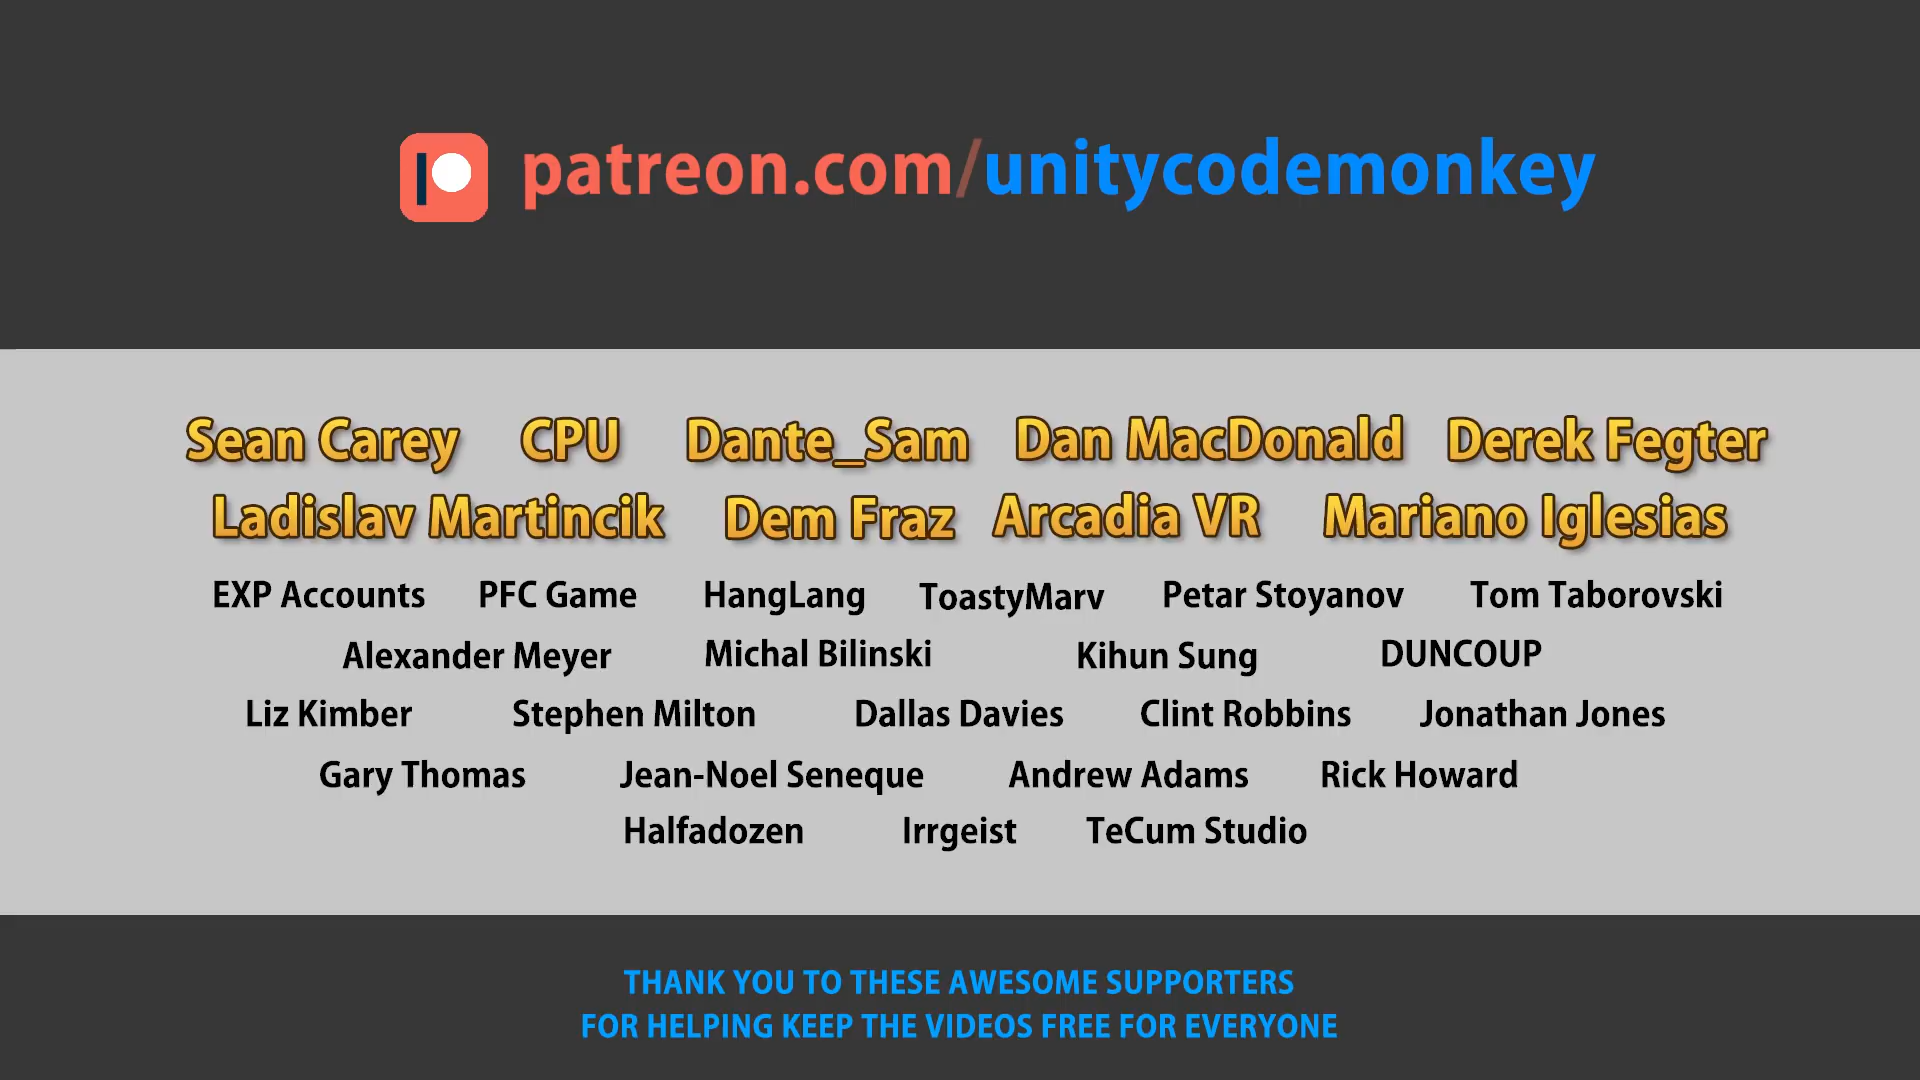 patreon.com/unitycodemonkey
Sean Carey CPU Dante_Sam Dan MacDonald Derek Fegter
Ladislav Martincik Dem Fraz Arcadia VR Mariano Iglesias
EXP Accounts PFC Game HangLang ToastyMarv Petar Stoyanov Tom Taborovski
Alexander Meyer Michal Bilinski Kihun Sung DUNCOUP
Liz Kimber Stephen Milton Dallas Davies Clint Robbins Jonathan Jones
Gary Thomas Jean-Noel Seneque Andrew Adams Rick Howard
Halfadozen Irrgeist TeCum Studio
THANK YOU TO THESE AWESOME SUPPORTERS
FOR HELPING KEEP THE VIDEOS FREE FOR EVERYONE